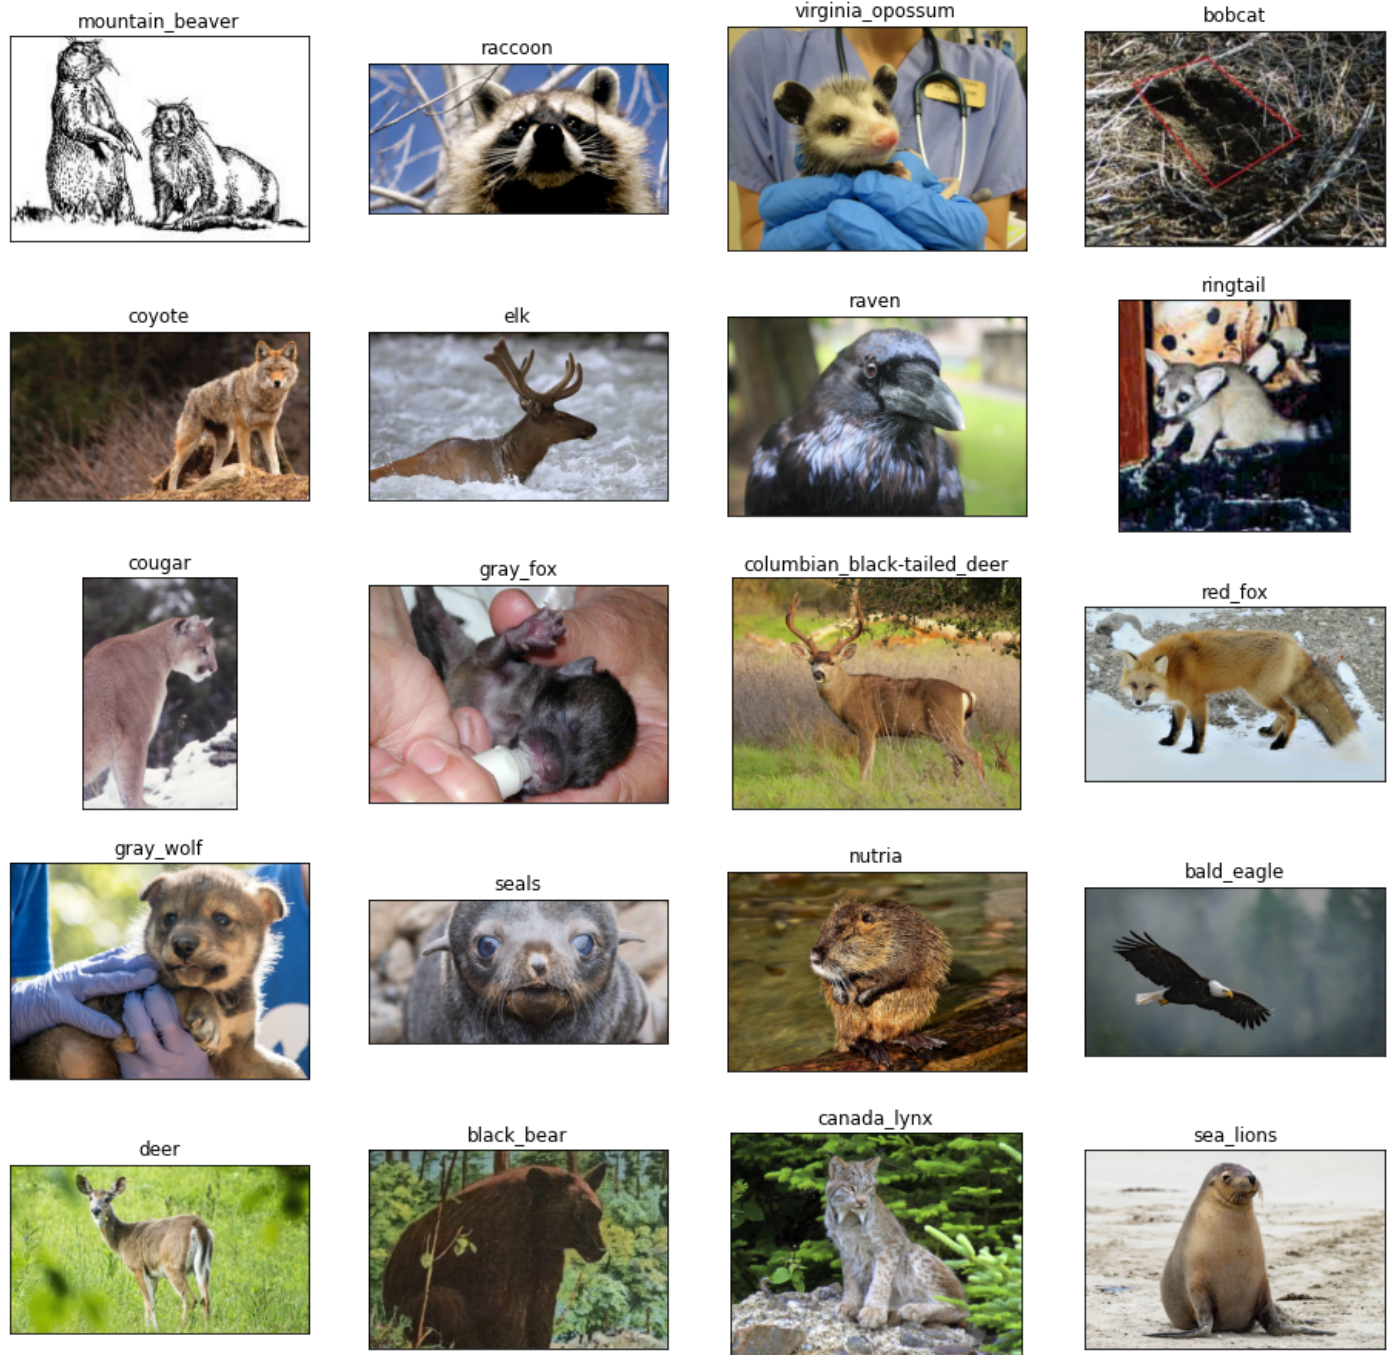 mountain_beaver
raccoon
virginia_opossum
bobcat
coyote
elk
raven
ringtail
cougar
gray_fox
columbian_black-tailed_deer
red_fox
gray_wolf
seals
nutria
bald_eagle
deer
black_bear
canada_lynx
sea_lions